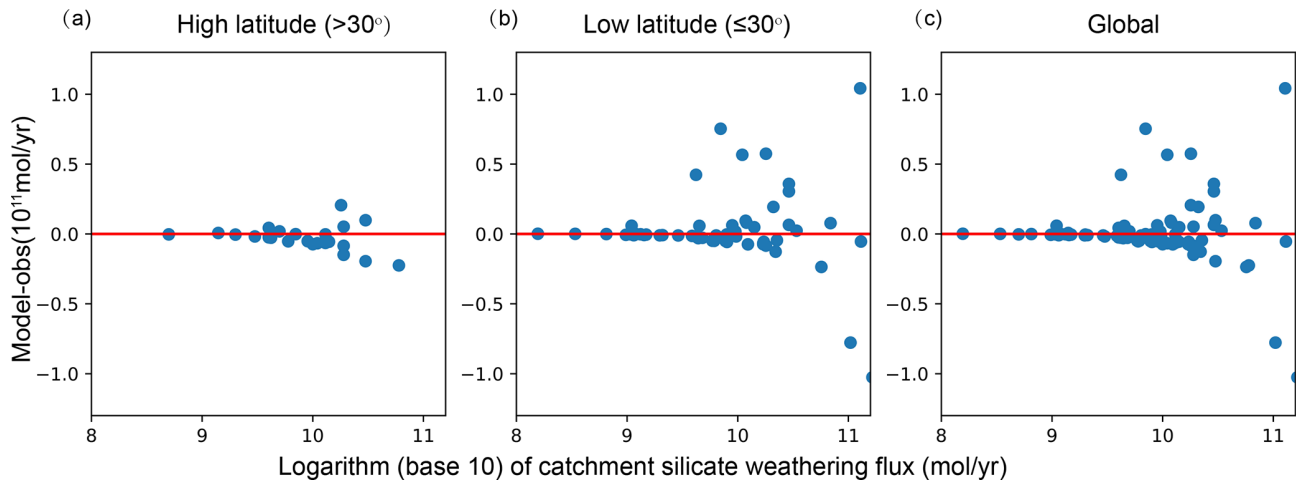 (a) High latitude (>30°)
(b) Low latitude (≤30°)
(c) Global
Model-obs(10¹¹mol/yr)
1.0
0.5
0.0
−0.5
−1.0
8 9 10 11
1.0
0.5
0.0
−0.5
−1.0
8 9 10 11
1.0
0.5
0.0
−0.5
−1.0
8 9 10 11
Logarithm (base 10) of catchment silicate weathering flux (mol/yr)